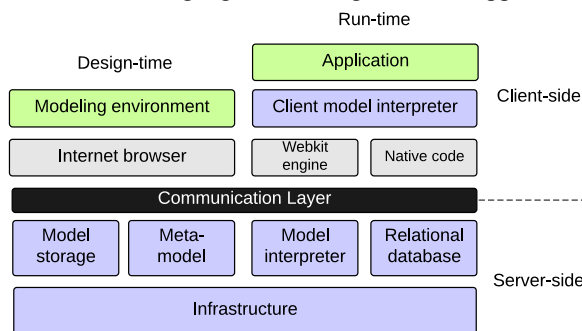 Run-time
Design-time
Application
Client-side
Modeling environment
Client model interpreter
Internet browser
Webkit
engine
Native code
Communication Layer
Model
storage
Meta-
model
Model
interpreter
Relational
database
Server-side
Infrastructure